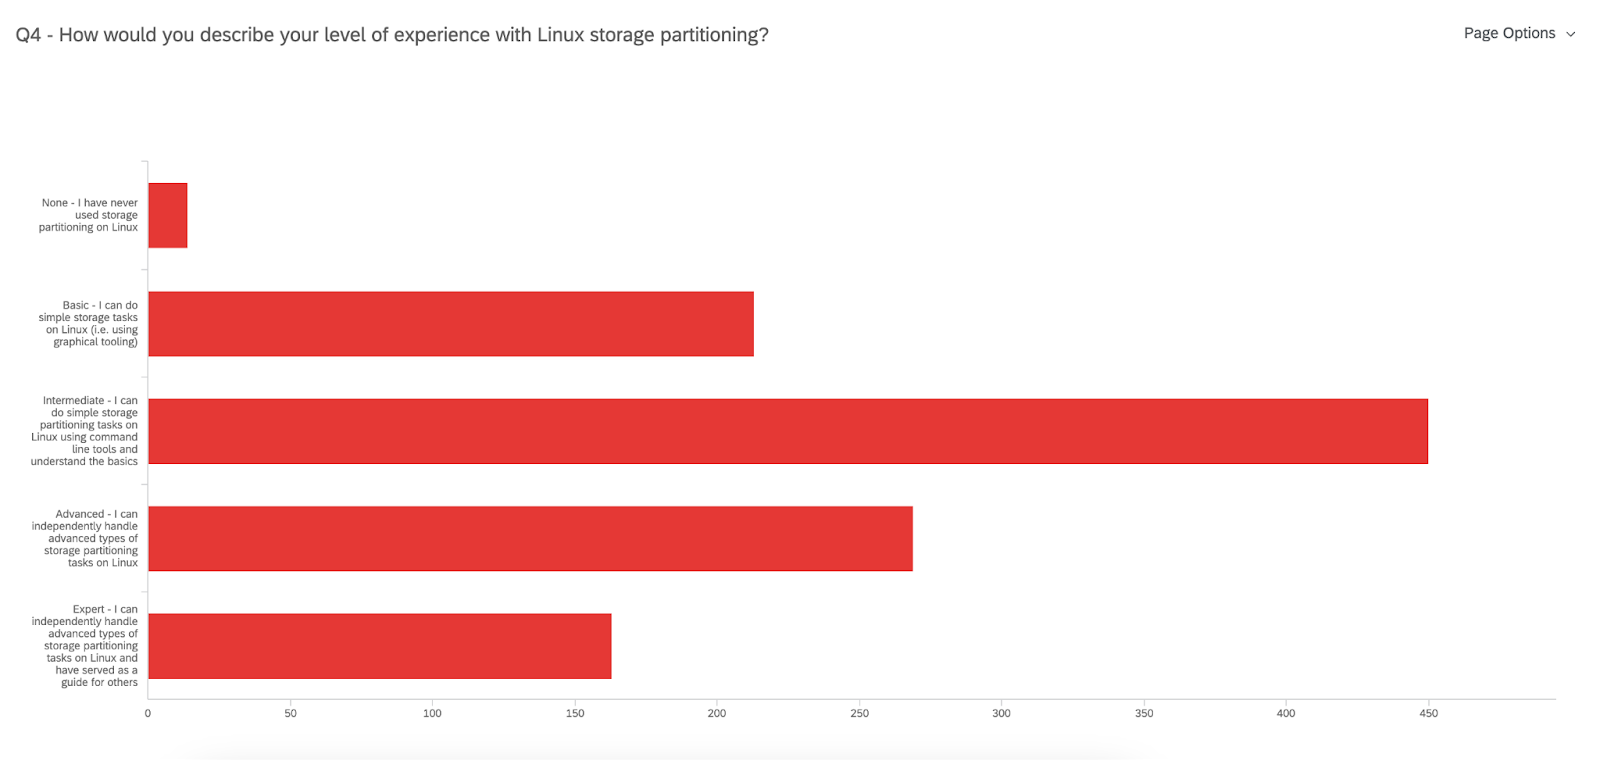 Q4 - How would you describe your level of experience with Linux storage partitioning?
Page Options
None - I have never
used storage
partitioning on Linux
Basic - I can do
simple storage tasks
on Linux (i.e. using
graphical tooling)
Intermediate - I can
do simple storage
partitioning tasks on
Linux using command
line tools and
understand the basics
Advanced - I can
independently handle
advanced types of
storage partitioning
tasks on Linux
Expert - I can
independently handle
advanced types of
storage partitioning
tasks on Linux and
have served as a
guide for others
0 50 100 150 200 250 300 350 400 450